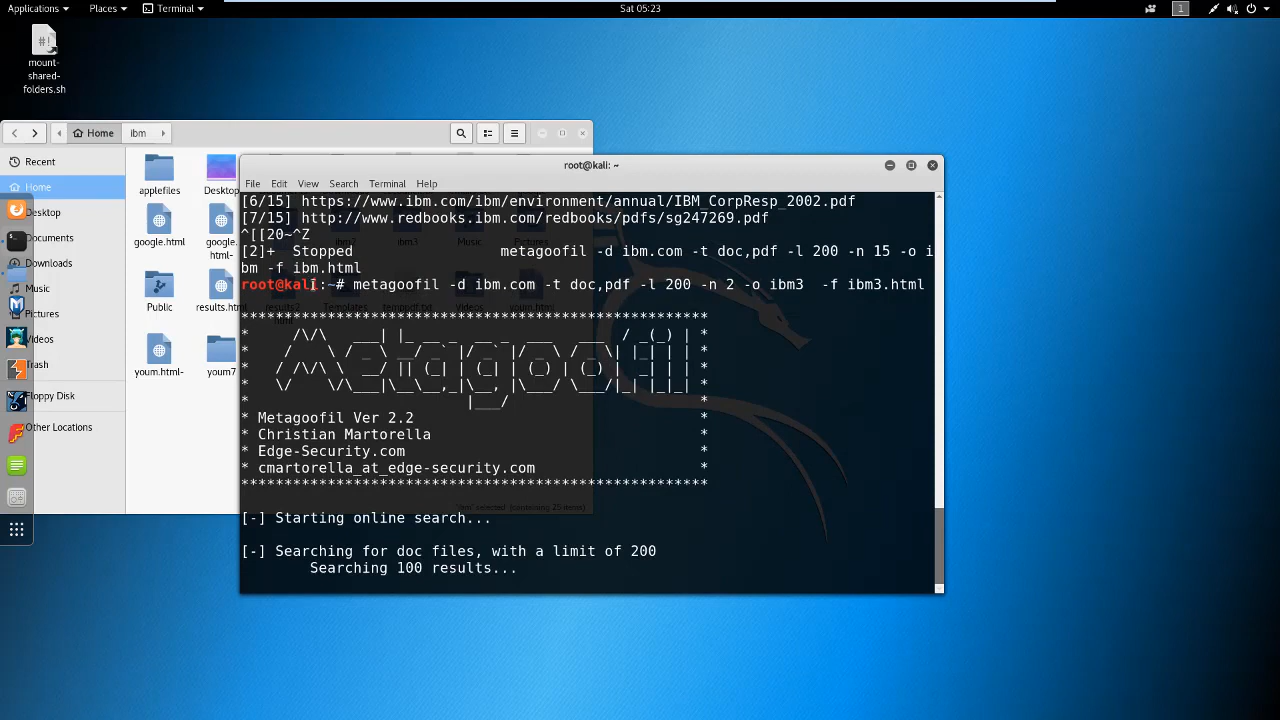 Applications
Places
Terminal
Sat 05:23
1
mount-
shared-
folders.sh
Home
ibm
Recent
Home
Desktop
Documents
Downloads
Music
Pictures
Videos
Trash
Floppy Disk
Other Locations
applefiles
Desktop
google.html
google.
html-
Public
results.html
youm.html-
youm7
root@kali: ~
File Edit View Search Terminal Help
[6/15] https://www.ibm.com/ibm/environment/annual/IBM_CorpResp_2002.pdf
[7/15] http://www.redbooks.ibm.com/redbooks/pdfs/sg247269.pdf
^[[20~^Z
[2]+  Stopped                 metagoofil -d ibm.com -t doc,pdf -l 200 -n 15 -o i
bm -f ibm.html
root@kali:~# metagoofil -d ibm.com -t doc,pdf -l 200 -n 2 -o ibm3  -f ibm3.html
******************************************************
* Metagoofil Ver 2.2 *
* Christian Martorella *
* Edge-Security.com *
* cmartorella_at_edge-security.com *
******************************************************
[-] Starting online search...
[-] Searching for doc files, with a limit of 200
Searching 100 results...